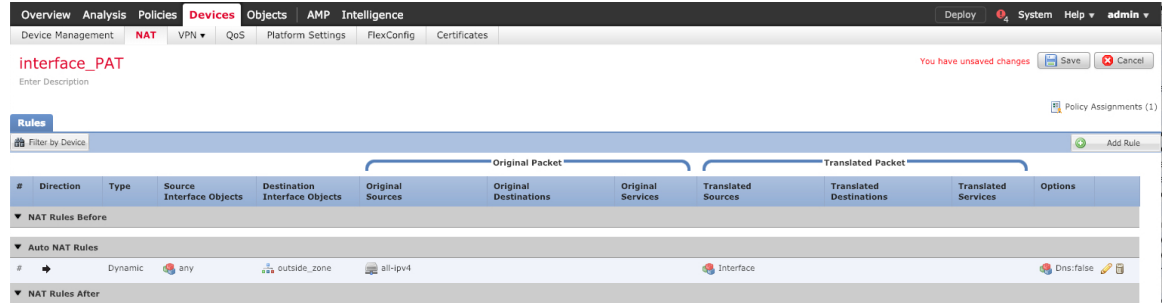 Overview Analysis Policies Devices Objects AMP Intelligence Deploy 4 System Help admin
Device Management NAT VPN QoS Platform Settings FlexConfig Certificates
interface_PAT You have unsaved changes Save Cancel
Enter Description
Policy Assignments (1)
Rules
Filter by Device Add Rule
Original Packet Translated Packet
# Direction Type Source Interface Objects Destination Interface Objects Original Sources Original Destinations Original Services Translated Sources Translated Destinations Translated Services Options
NAT Rules Before
Auto NAT Rules
# Dynamic any outside_zone all-ipv4 Interface Dns:false
NAT Rules After